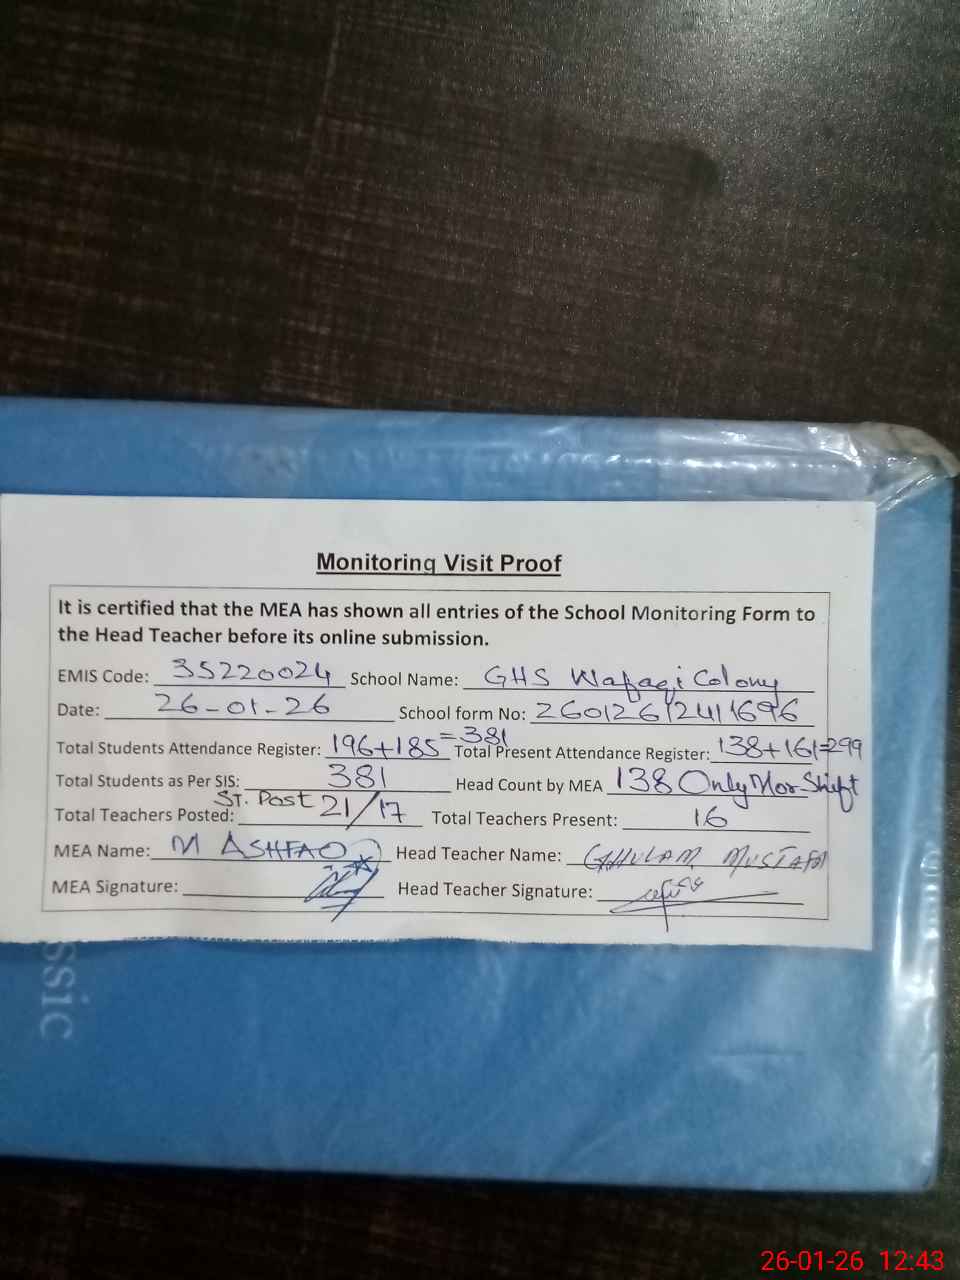 Monitoring Visit Proof
It is certified that the MEA has shown all entries of the School Monitoring Form to
the Head Teacher before its online submission.
EMIS Code: 35220024 School Name: GHS Wafaqi Colony
Date: 26-01-26 School form No: 26012612411696
Total Students Attendance Register: 196+185=381 Total Present Attendance Register: 138+161=299
Total Students as Per SIS: 381 Head Count by MEA 138 Only Mor Shift
Total Teachers Posted: ST. Post 21/17 Total Teachers Present: 16
MEA Name: M ASHFAQ Head Teacher Name: GHULAM MUSTAFA
MEA Signature: Head Teacher Signature:
ssic
26-01-26 12:43